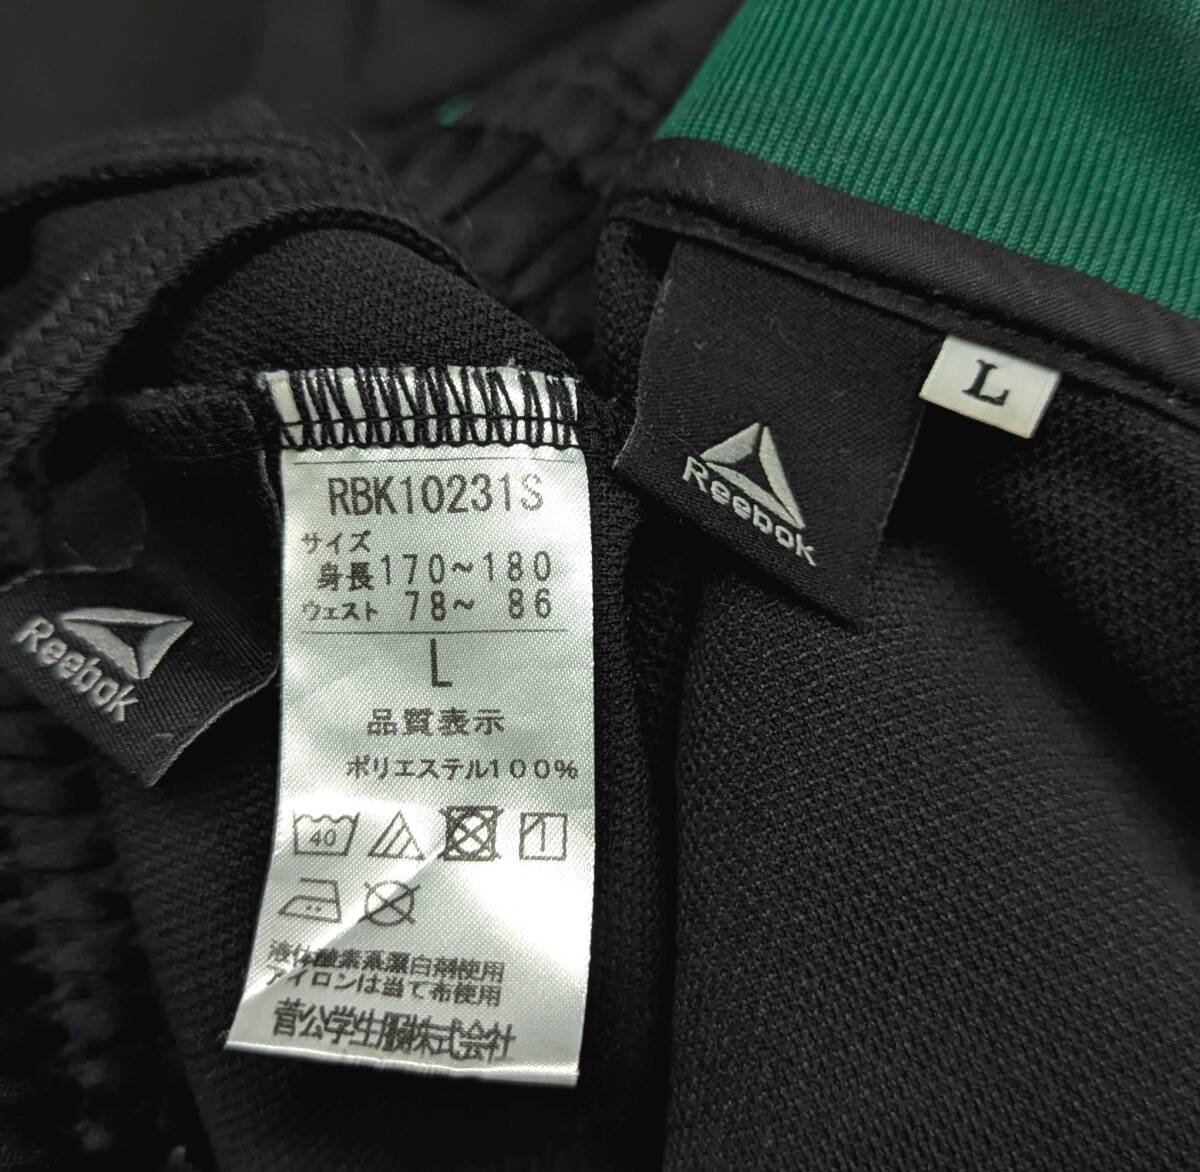 RBK10231S
サイズ
身長170～180
ウェスト 78～ 86
L
品質表示
ポリエステル100%
40
液体酸素系漂白剤使用
アイロンは当て布使用
菅公学生服株式会社
Reebok
Reebok
L